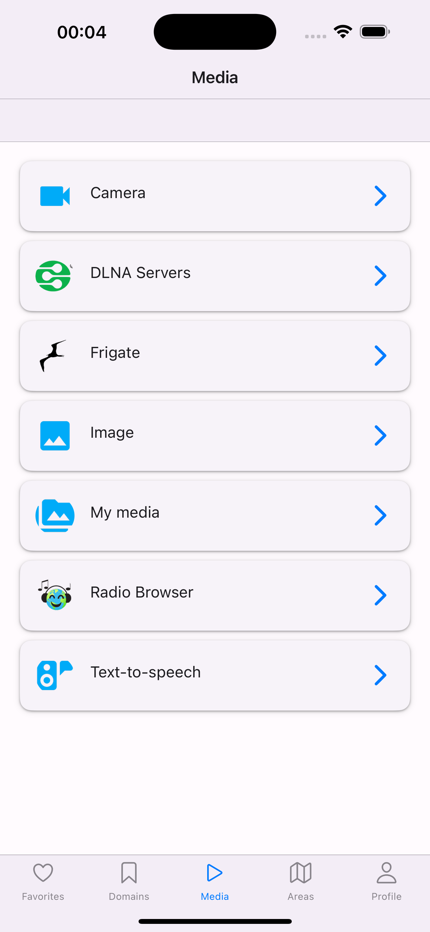 00:04
Media
Camera
DLNA Servers
Frigate
Image
My media
Radio Browser
Text-to-speech
Favorites
Domains
Media
Areas
Profile